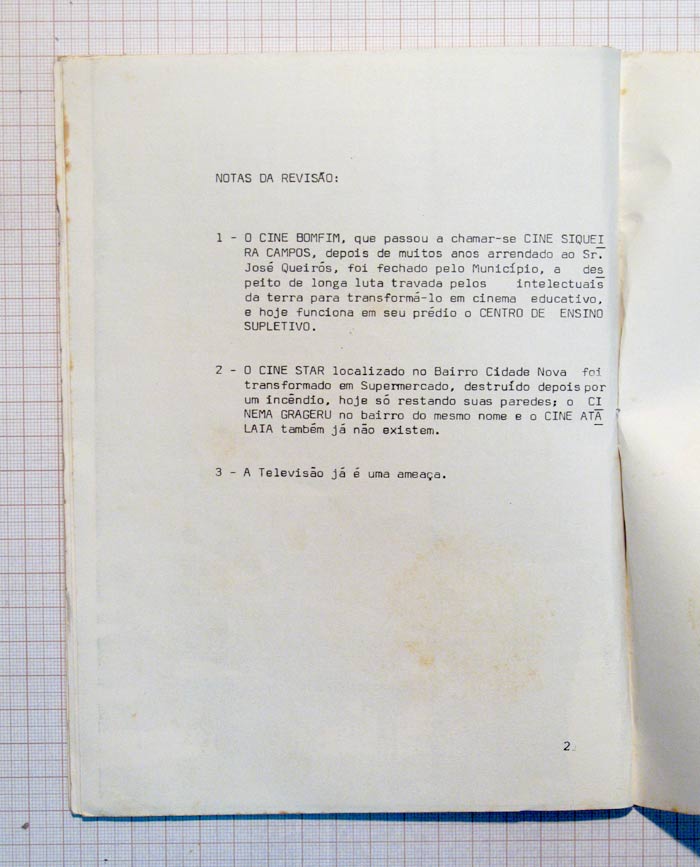 NOTAS DA REVISÃO:
1 - O CINE BOMFIM, que passou a chamar-se CINE SIQUEI
RA CAMPOS, depois de muitos anos arrendado ao Sr.
José Queirós, foi fechado pelo Município, a des
peito de longa luta travada pelos intelectuais
da terra para transformá-lo em cinema educativo,
e hoje funciona em seu prédio o CENTRO DE ENSINO
SUPLETIVO.
2 - O CINE STAR localizado no Bairro Cidade Nova foi
transformado em Supermercado, destruído depois por
um incêndio, hoje só restando suas paredes; o CI
NEMA GRAGERU no bairro do mesmo nome e o CINE ATA
LAIA também já não existem.
3 - A Televisão já é uma ameaça.
2